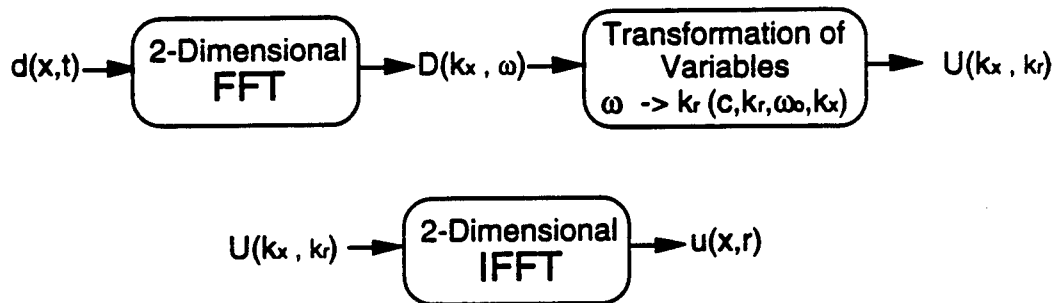 d(x,t)
2-Dimensional
FFT
D(kx , ω)
Transformation of
Variables
ω -> kr (c,kr,ωo,kx)
U(kx , kr)
U(kx , kr)
2-Dimensional
IFFT
u(x,r)